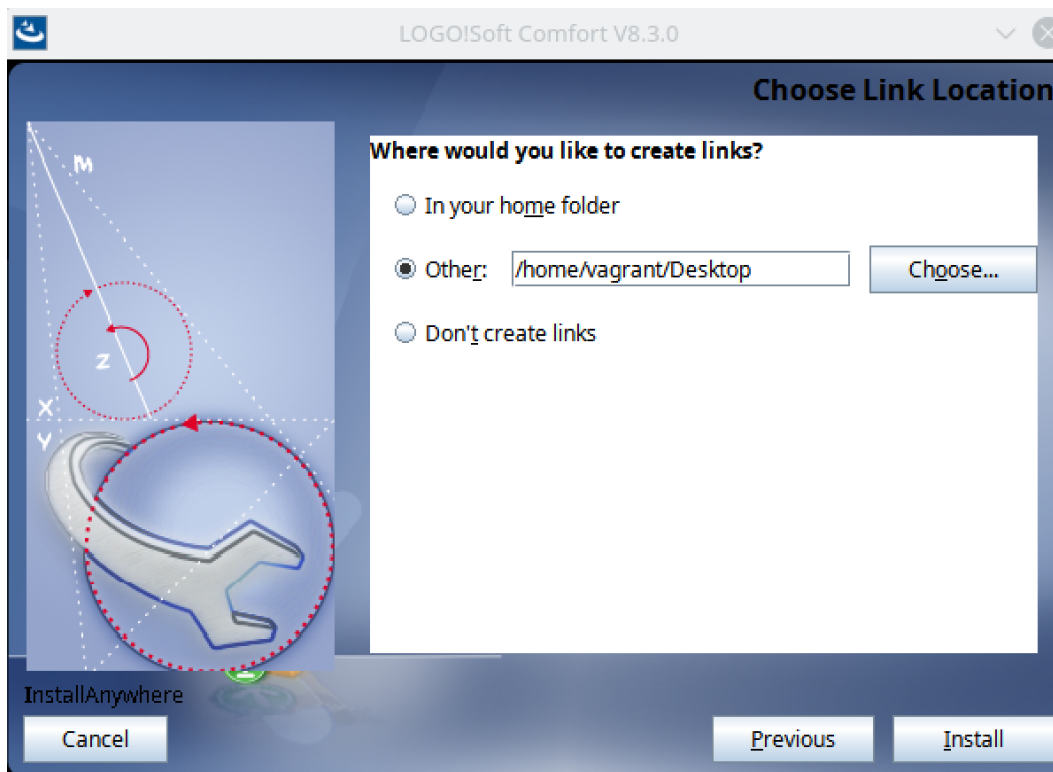 LOGO!Soft Comfort V8.3.0
Choose Link Location
M
Z
X
Y
Where would you like to create links?
In your home folder
Other: /home/vagrant/Desktop Choose...
Don't create links
InstallAnywhere
Cancel Previous Install